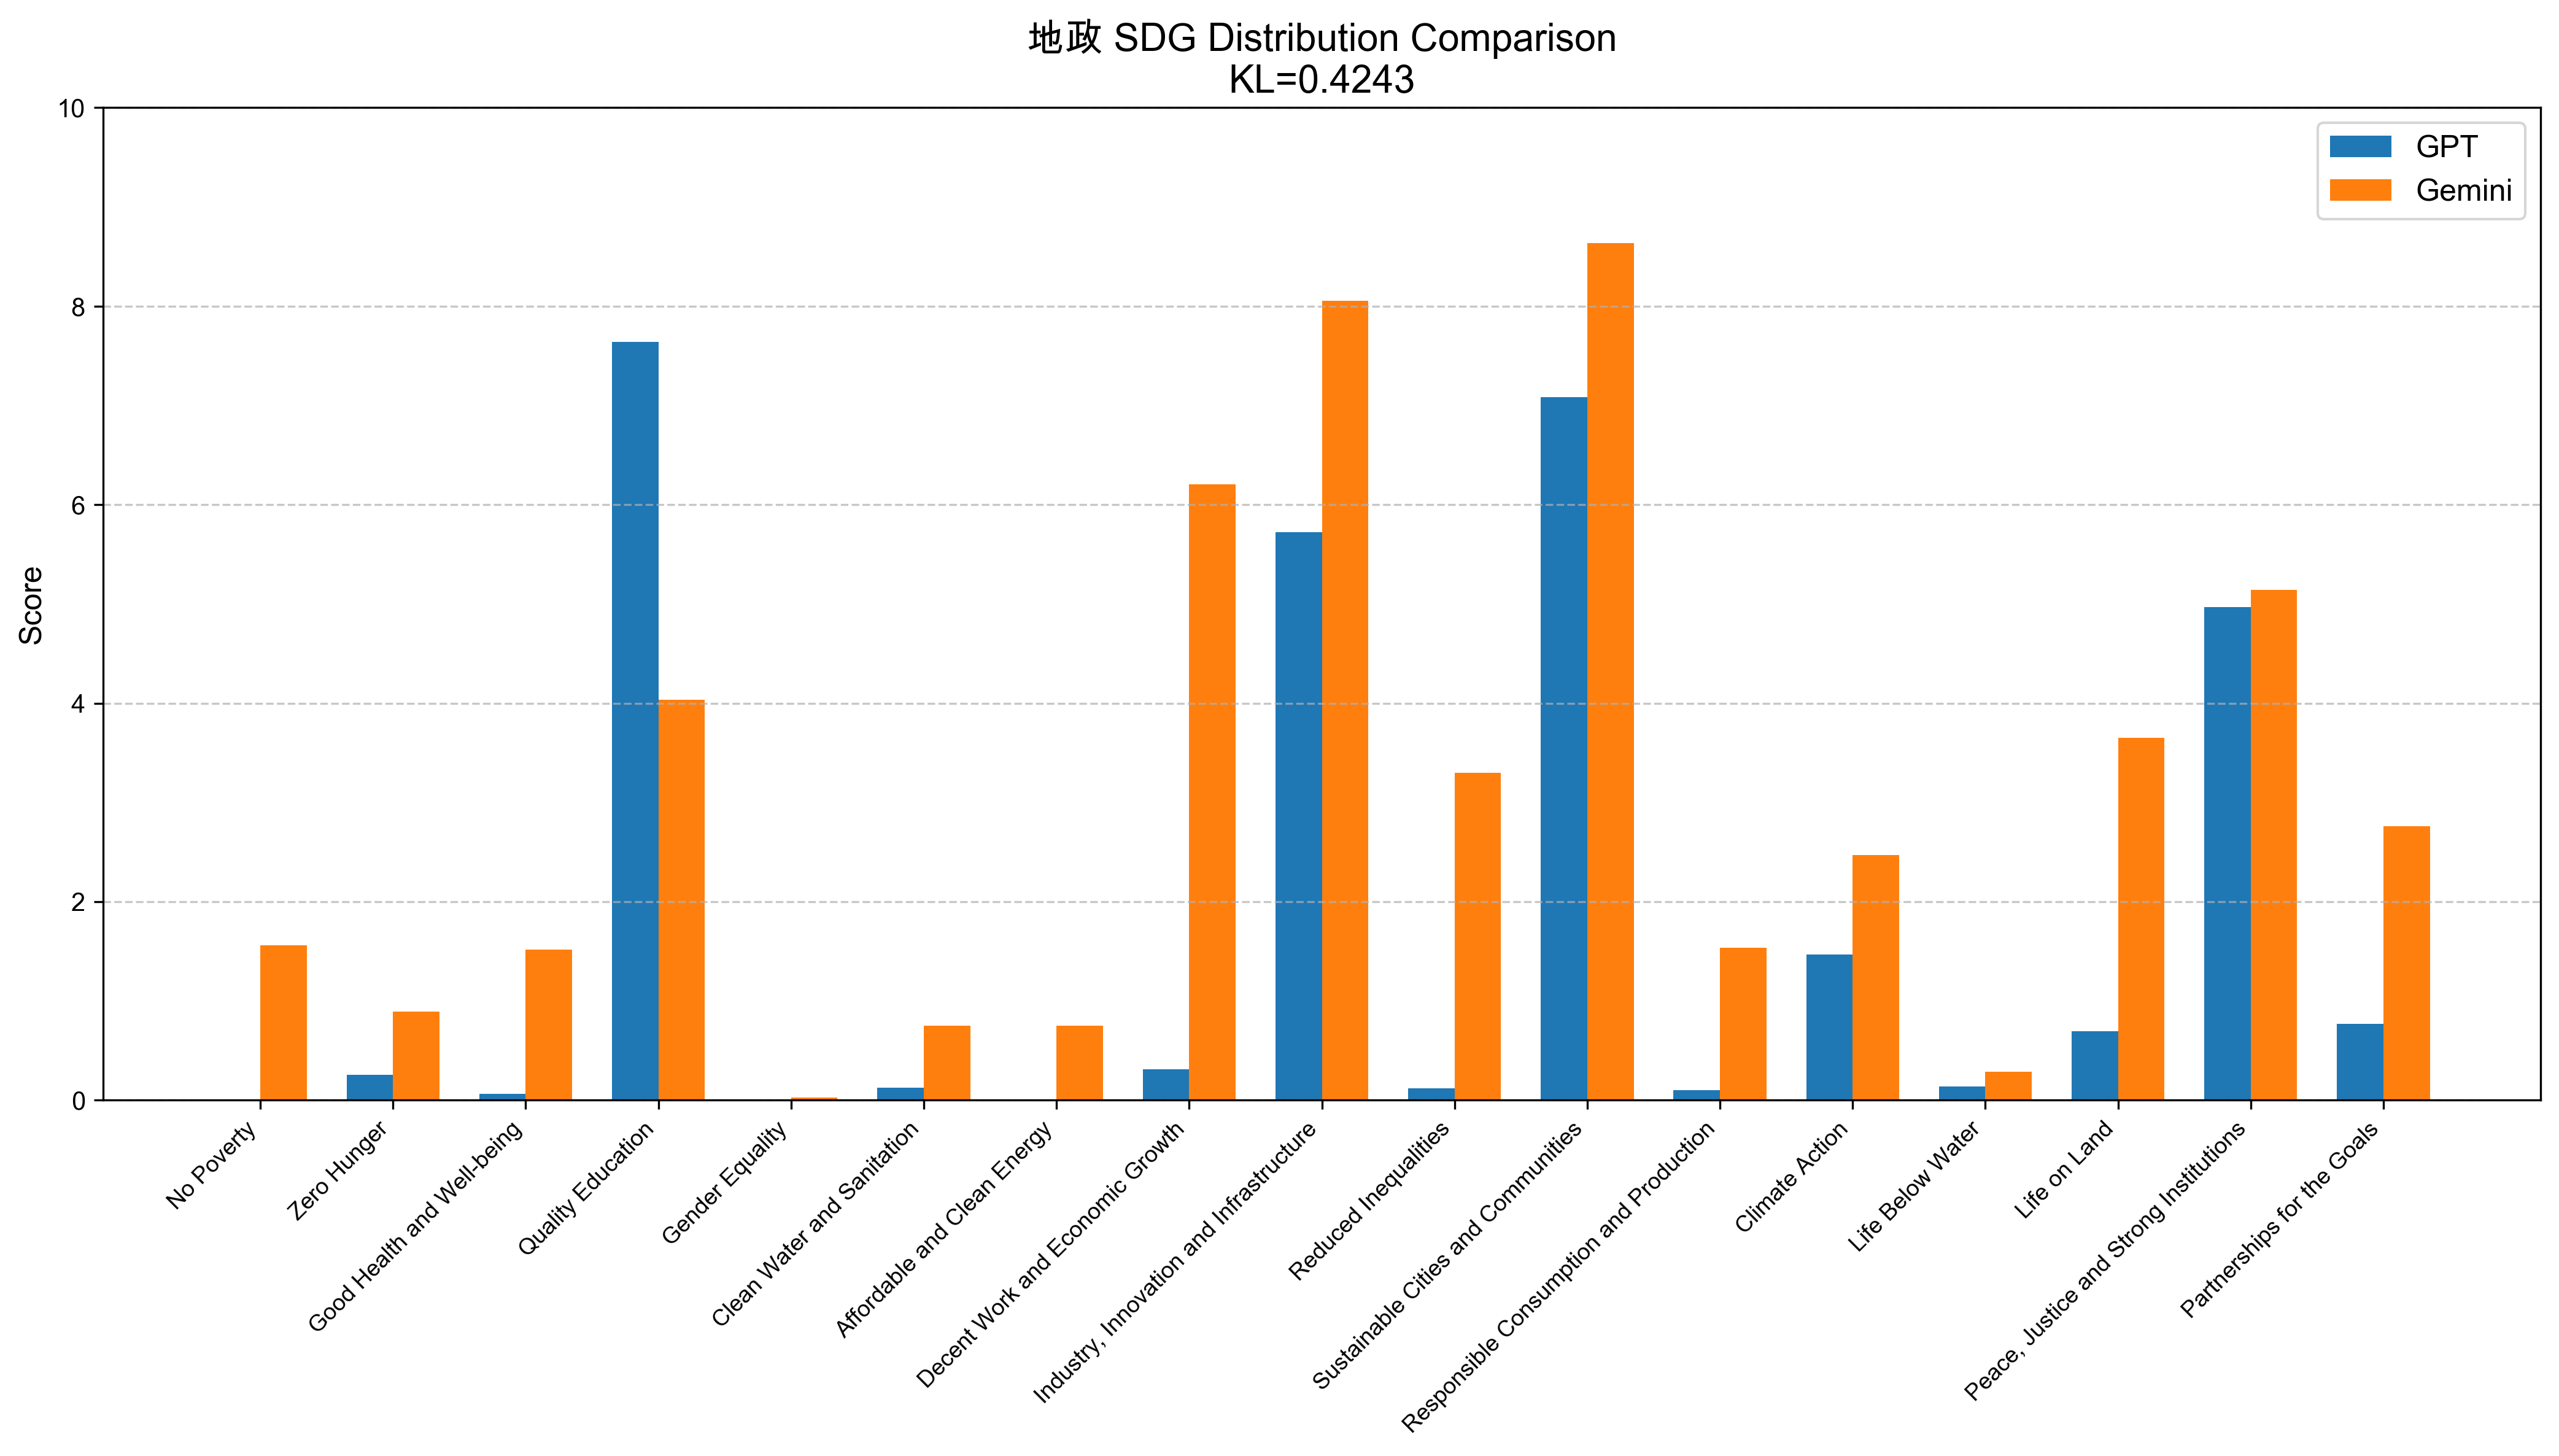 地政 SDG Distribution Comparison
KL=0.4243
10
8
6
4
2
0
Score
GPT
Gemini
No Poverty
Zero Hunger
Good Health and Well-being
Quality Education
Gender Equality
Clean Water and Sanitation
Affordable and Clean Energy
Decent Work and Economic Growth
Industry, Innovation and Infrastructure
Reduced Inequalities
Sustainable Cities and Communities
Responsible Consumption and Production
Climate Action
Life Below Water
Life on Land
Peace, Justice and Strong Institutions
Partnerships for the Goals